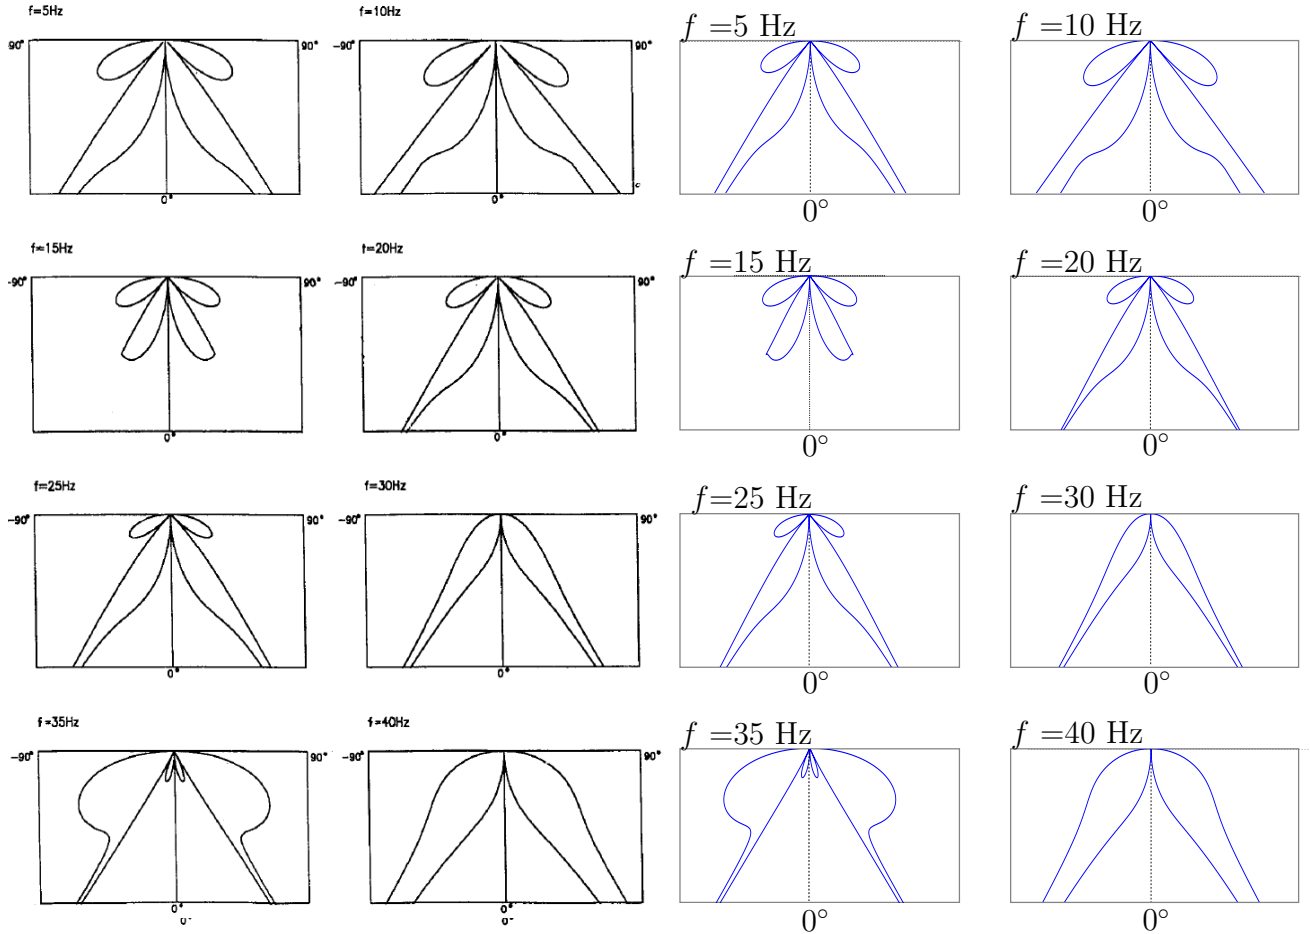 f=5Hz f=10Hz f =5 Hz f =10 Hz
90° 90° -90° 90°
0° 0° 0° 0°
f=15Hz f=20Hz f =15 Hz f =20 Hz
-90° 90° -90° 90°
0° 0° 0° 0°
f=25Hz f=30Hz f=25 Hz f =30 Hz
-90° 90° -90° 90°
0° 0° 0° 0°
f=35Hz f=40Hz f =35 Hz f =40 Hz
-90° 90° -90° 90°
0° 0° 0° 0°